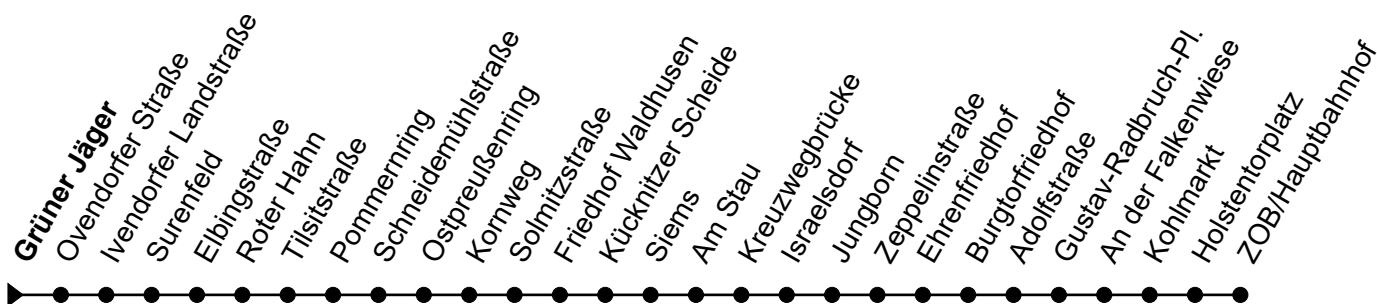 Grüner Jäger
Ovendorfer Straße
Ivendorfer Landstraße
Surenfeld
Elbingstraße
Roter Hahn
Tilsitstraße
Pommernring
Schneidemühlstraße
Ostpreußenring
Kornweg
Solmitzstraße
Friedhof Waldhusen
Kücknitzer Scheide
Siems
Am Stau
Kreuzwegbrücke
Israelsdorf
Jungborn
Zeppelinstraße
Ehrenfriedhof
Burgtorfriedhof
Adolfstraße
Gustav-Radbruch-Pl.
An der Falkenwiese
Kohlmarkt
Holstentorplatz
ZOB/Hauptbahnhof